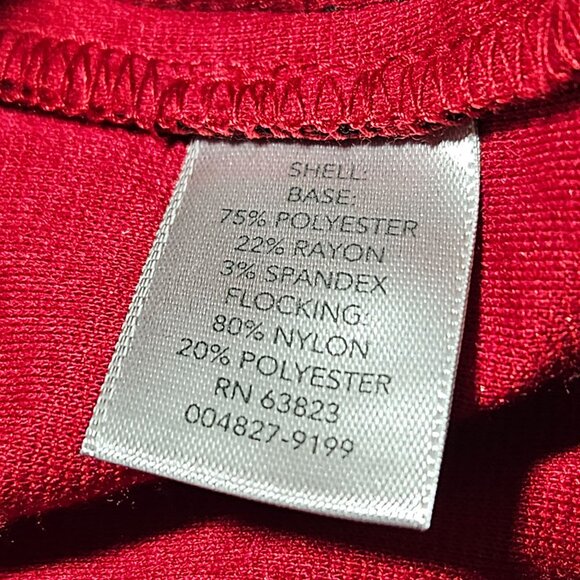 SHELL:
BASE:
75% POLYESTER
22% RAYON
3% SPANDEX
FLOCKING:
80% NYLON
20% POLYESTER
RN 63823
004827-9199